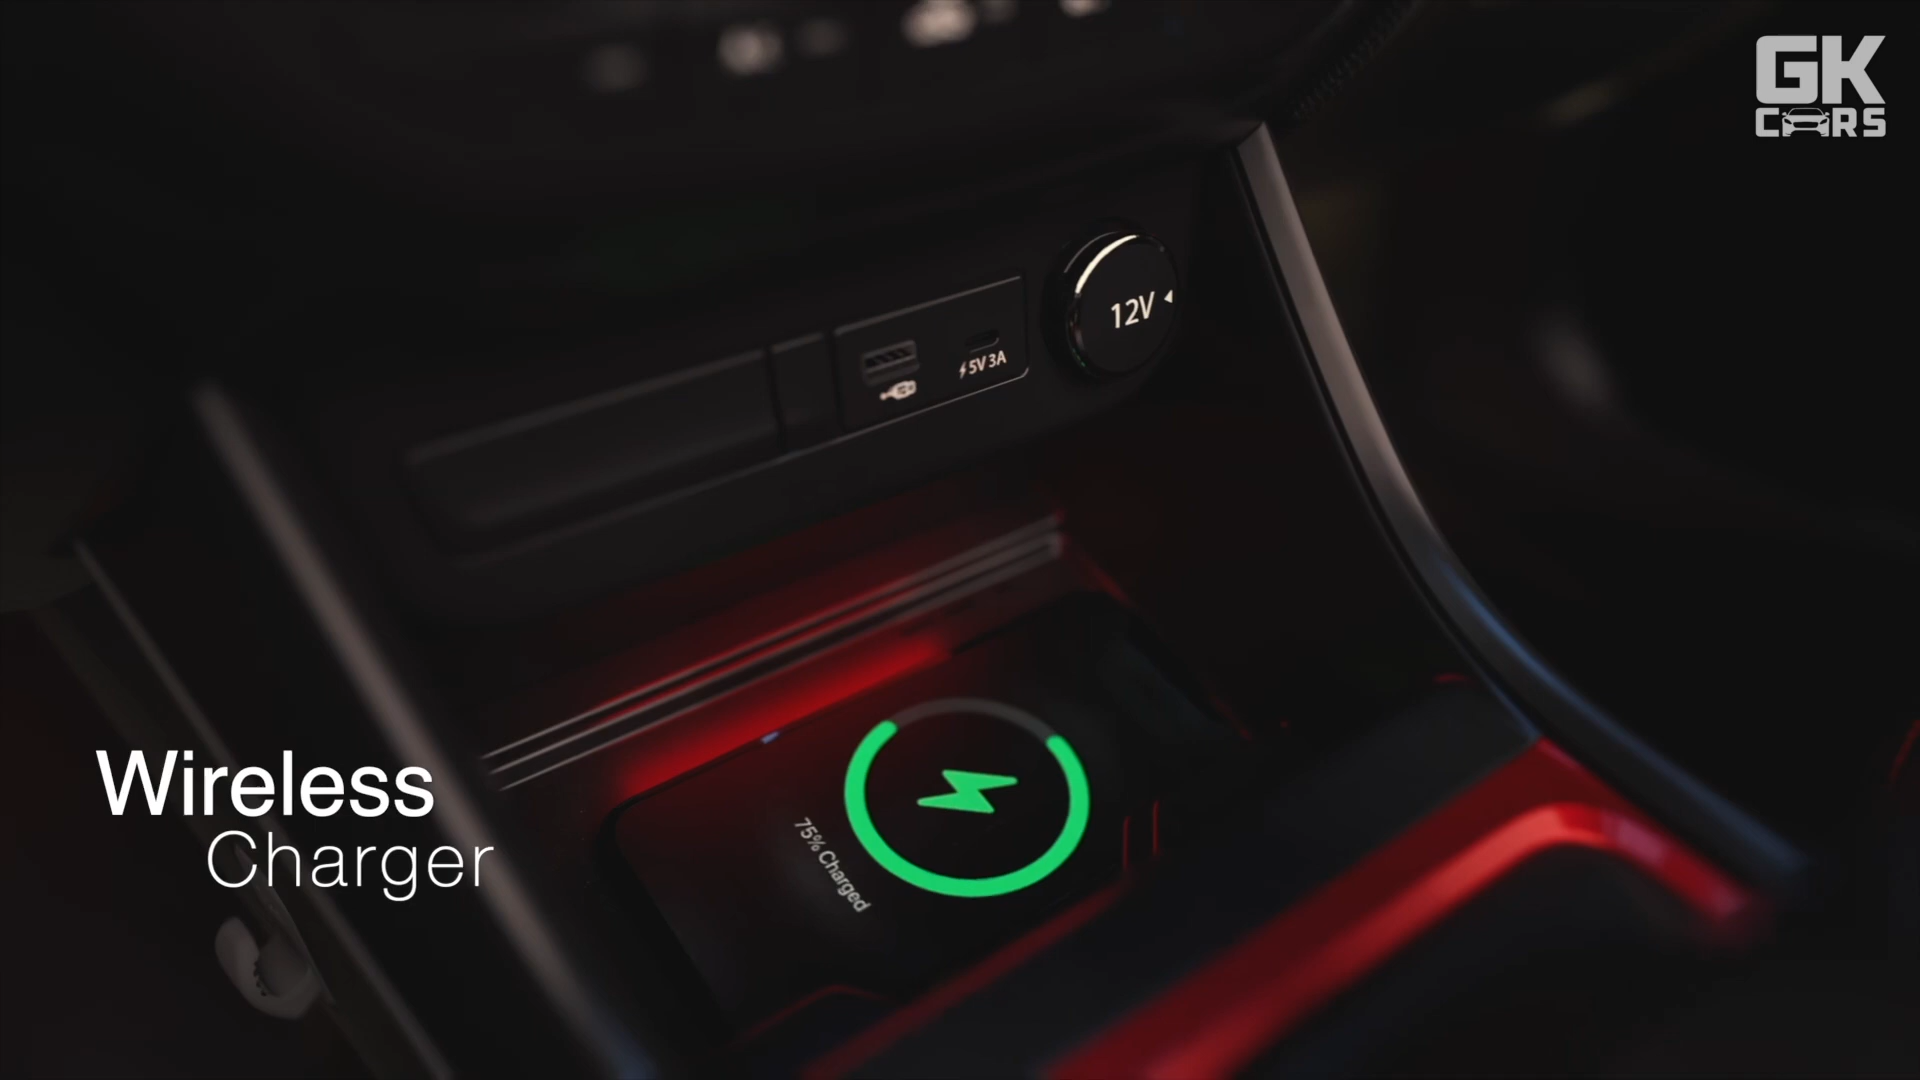 GK
CARS
12V
5V 3A
75% Charged
Wireless
Charger